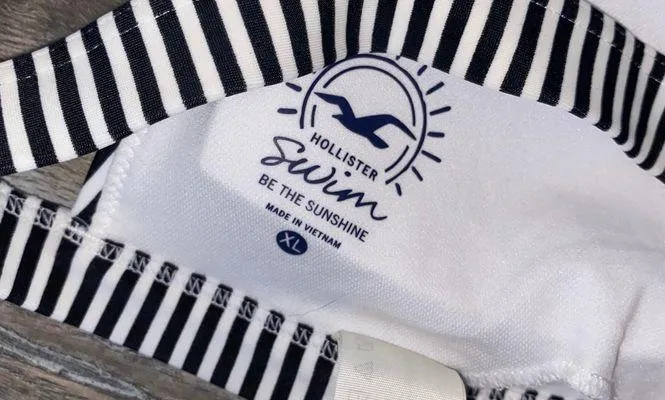 HOLLISTER
Swim
BE THE SUNSHINE
MADE IN VIETNAM
XL